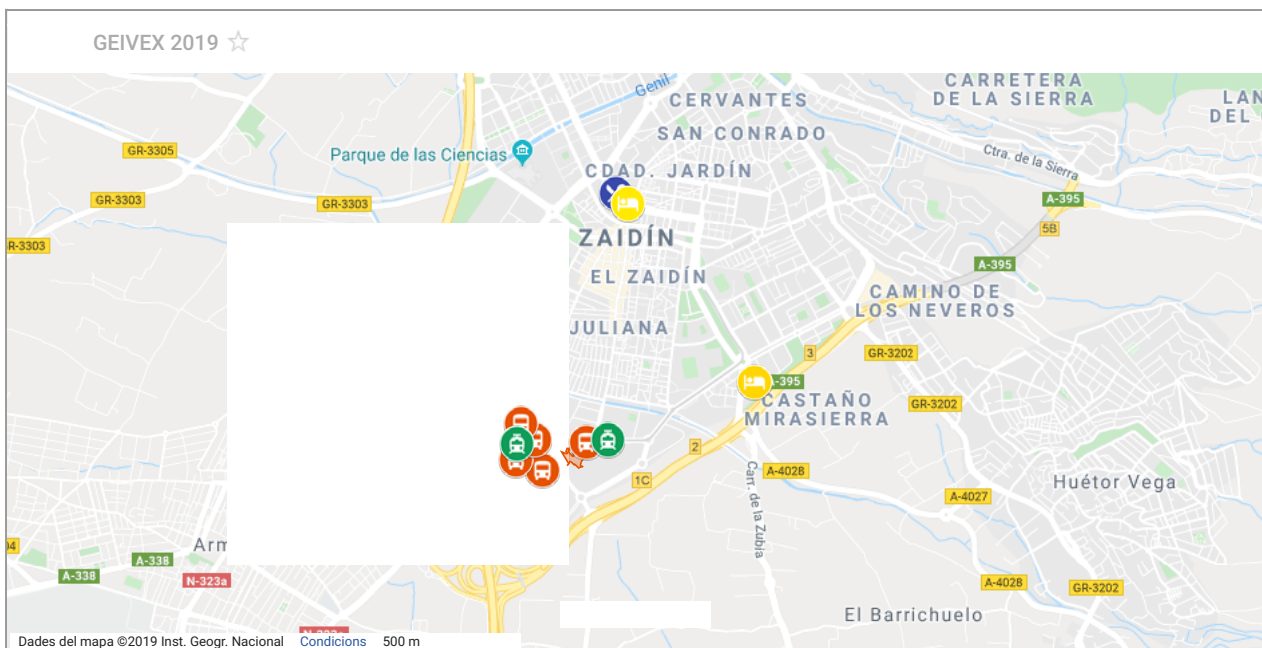 GEIVEX 2019
Genil
CARRETERA
DE LA SIERRA
CERVANTES
LAN
DEL
SAN CONRADO
GR-3305
Parque de las Ciencias
Ctra. de la Sierra
CDAD. JARDÍN
GR-3303
GR-3303
A-395
5B
ZAIDÍN
R-3303
A-395
EL ZAIDÍN
CAMINO DE
LOS NEVEROS
JULIANA
3
GR-3202
A-395
CASTAÑO
MIRASIERRA
GR-3202
2
A-4028
1C
Carr. de la Zubia
Huétor Vega
A-4027
04
Arm
A-338
A-338
N-323a
A-4028
GR-3202
El Barrichuelo
N-323a
Dades del mapa ©2019 Inst. Geogr. Nacional Condicions 500 m